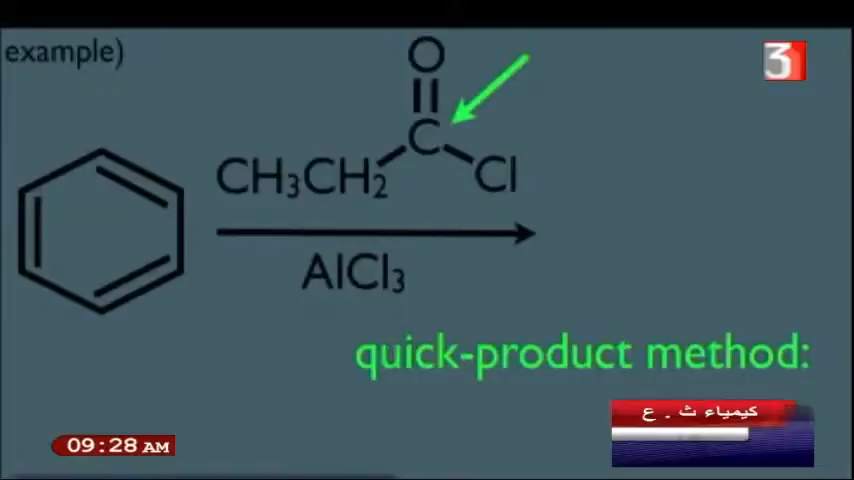 example)
3
O
C
CH₃CH₂
Cl
AlCl₃
quick-product method:
كيمياء ث . ع
09:28 AM